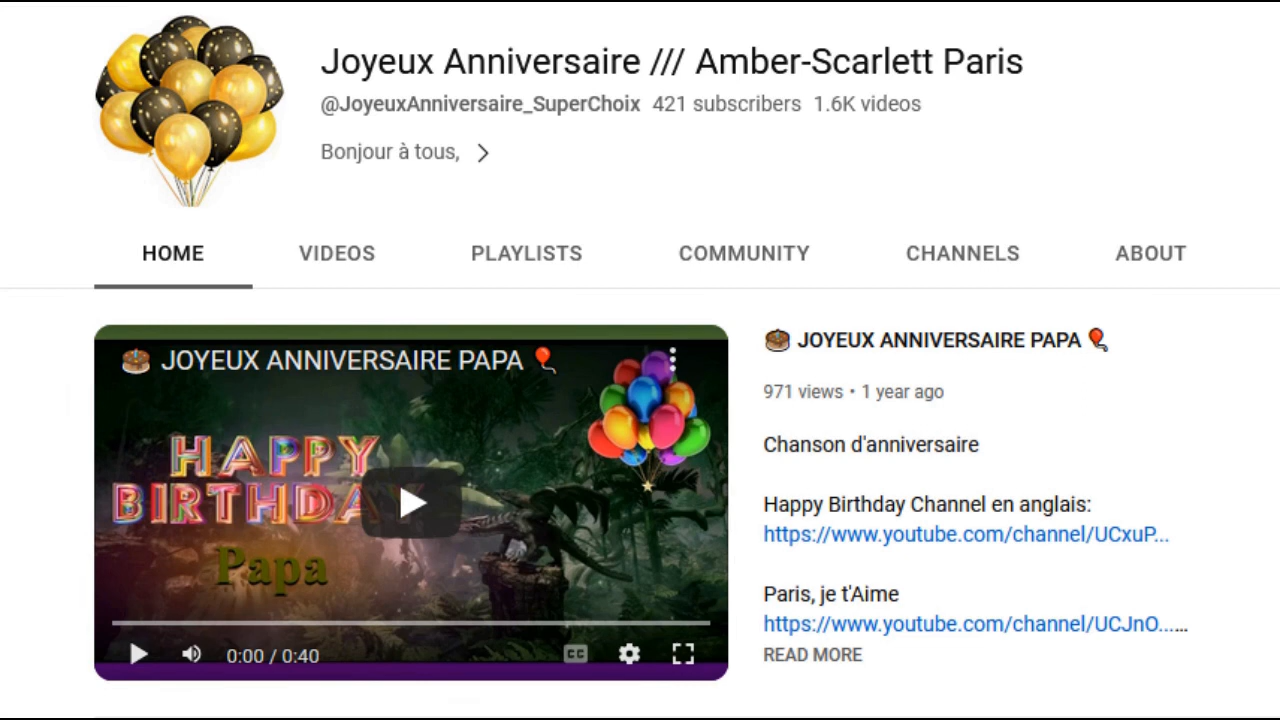 Joyeux Anniversaire /// Amber-Scarlett Paris
@JoyeuxAnniversaire_SuperChoix 421 subscribers 1.6K videos
Bonjour à tous,
HOME VIDEOS PLAYLISTS COMMUNITY CHANNELS ABOUT
JOYEUX ANNIVERSAIRE PAPA
HAPPY
BIRTHDAY
Papa
0:00 / 0:40
CC
JOYEUX ANNIVERSAIRE PAPA
971 views • 1 year ago
Chanson d'anniversaire
Happy Birthday Channel en anglais:
https://www.youtube.com/channel/UCxuP...
Paris, je t'Aime
https://www.youtube.com/channel/UCJnO......
READ MORE